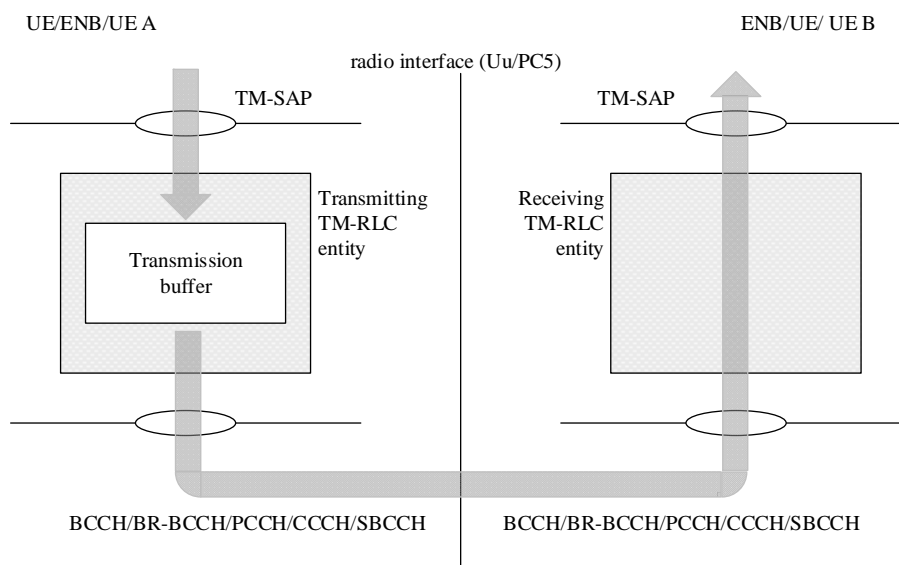 UE/ENB/UE A
ENB/UE/ UE B
radio interface (Uu/PC5)
TM-SAP
TM-SAP
Transmitting
TM-RLC
entity
Receiving
TM-RLC
entity
Transmission
buffer
BCCH/BR-BCCH/PCCH/CCCH/SBCCH
BCCH/BR-BCCH/PCCH/CCCH/SBCCH